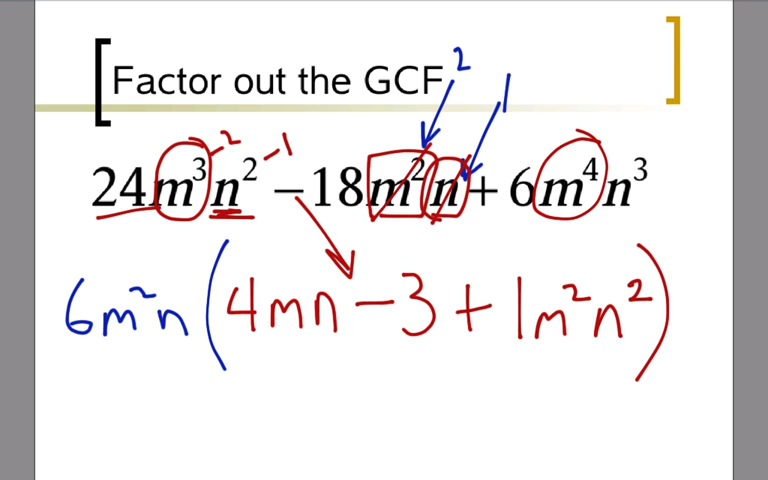 Factor out the GCF
2 1
-2 -1
24m³n² − 18m²n + 6m⁴n³
6m²n(4mn − 3 + 1m²n²)